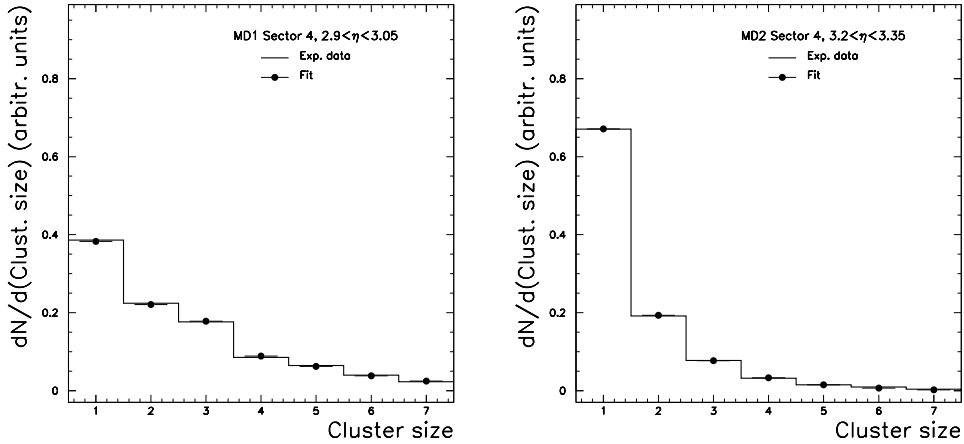 dN/d(Clust. size) (arbitr. units)
MD1 Sector 4, 2.9<η<3.05
Exp. data
Fit
0.8
0.6
0.4
0.2
0
1 2 3 4 5 6 7
Cluster size
dN/d(Clust. size) (arbitr. units)
MD2 Sector 4, 3.2<η<3.35
Exp. data
Fit
0.8
0.6
0.4
0.2
0
1 2 3 4 5 6 7
Cluster size